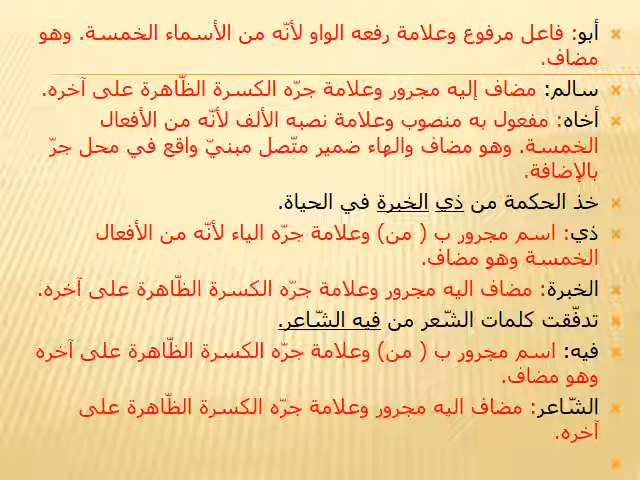 أبو: فاعل مرفوع وعلامة رفعه الواو لأنّه من الأسماء الخمسة. وهو
مضاف.
سالم: مضاف إليه مجرور وعلامة جرّه الكسرة الظّاهرة على آخره.
أخاه: مفعول به منصوب وعلامة نصبه الألف لأنّه من الأفعال
الخمسة. وهو مضاف والهاء ضمير متّصل مبنيّ واقع في محل جرّ
بالإضافة.
خذ الحكمة من ذي الخبرة في الحياة.
ذي: اسم مجرور ب ( من) وعلامة جرّه الياء لأنّه من الأفعال
الخمسة وهو مضاف.
الخبرة: مضاف اليه مجرور وعلامة جرّه الكسرة الظّاهرة على آخره.
تدفّقت كلمات الشّعر من فيه الشّاعر.
فيه: اسم مجرور ب ( من) وعلامة جرّه الكسرة الظّاهرة على آخره
وهو مضاف.
الشّاعر: مضاف اليه مجرور وعلامة جرّه الكسرة الظّاهرة على
آخره.